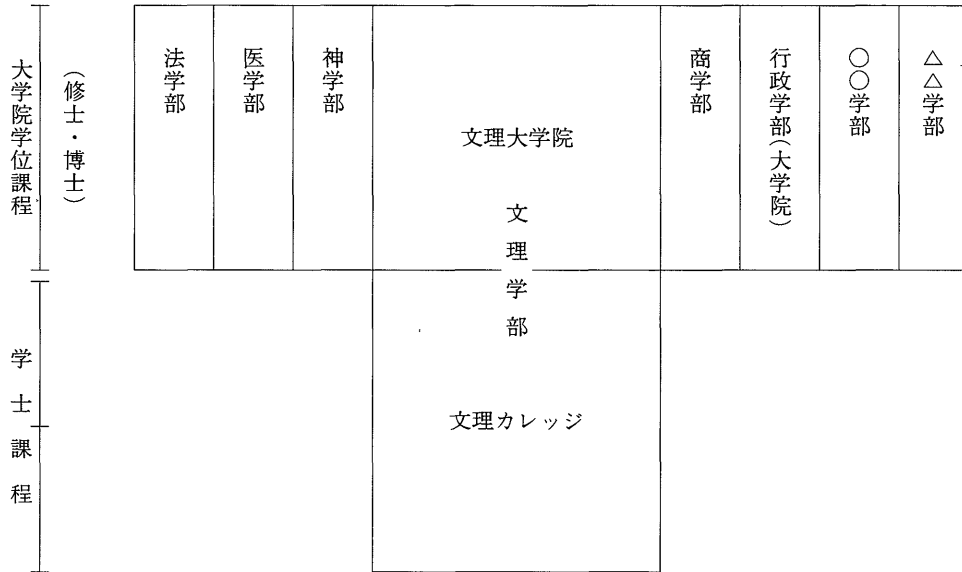 大学院学位課程
（修士・博士）
法学部
医学部
神学部
文理大学院
文理学部
商学部
行政学部（大学院）
○○学部
△△学部
学士課程
文理カレッジ